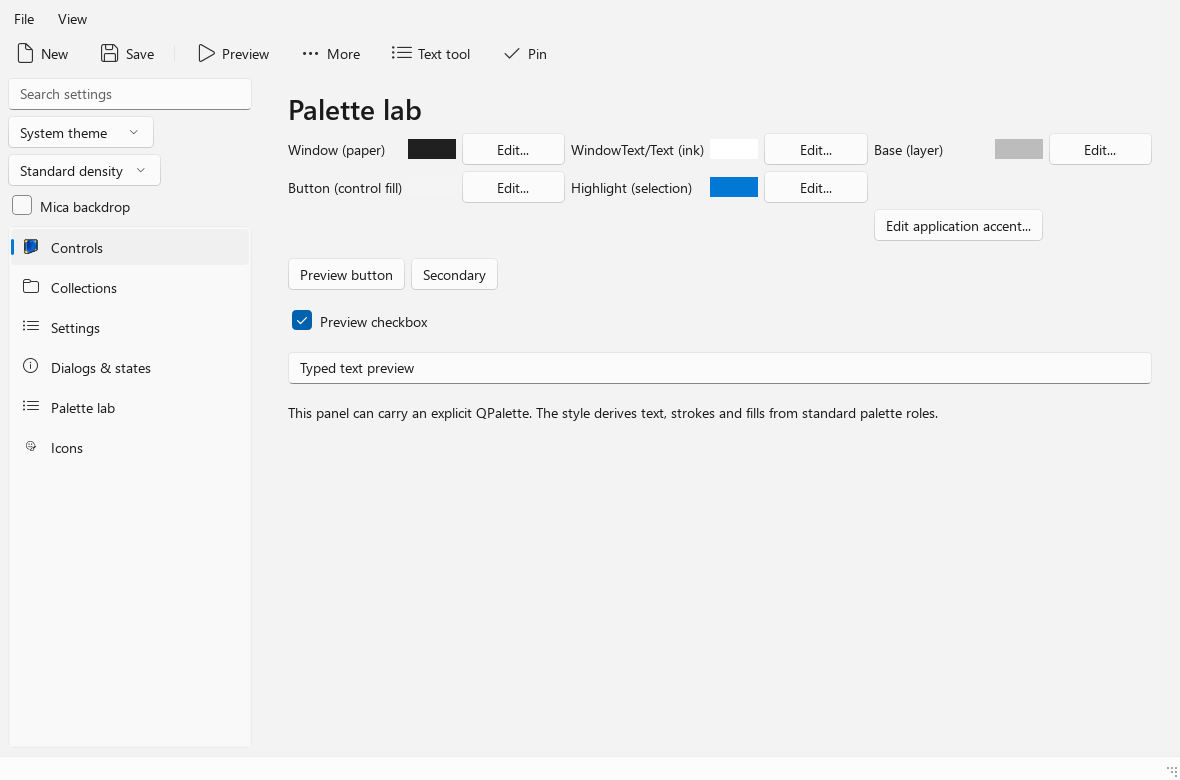 File View
New Save Preview More Text tool Pin
Search settings
System theme
Standard density
Mica backdrop
Controls
Collections
Settings
Dialogs & states
Palette lab
Icons
Palette lab
Window (paper) Edit... WindowText/Text (ink) Edit... Base (layer) Edit...
Button (control fill) Edit... Highlight (selection) Edit...
Edit application accent...
Preview button Secondary
Preview checkbox
Typed text preview
This panel can carry an explicit QPalette. The style derives text, strokes and fills from standard palette roles.